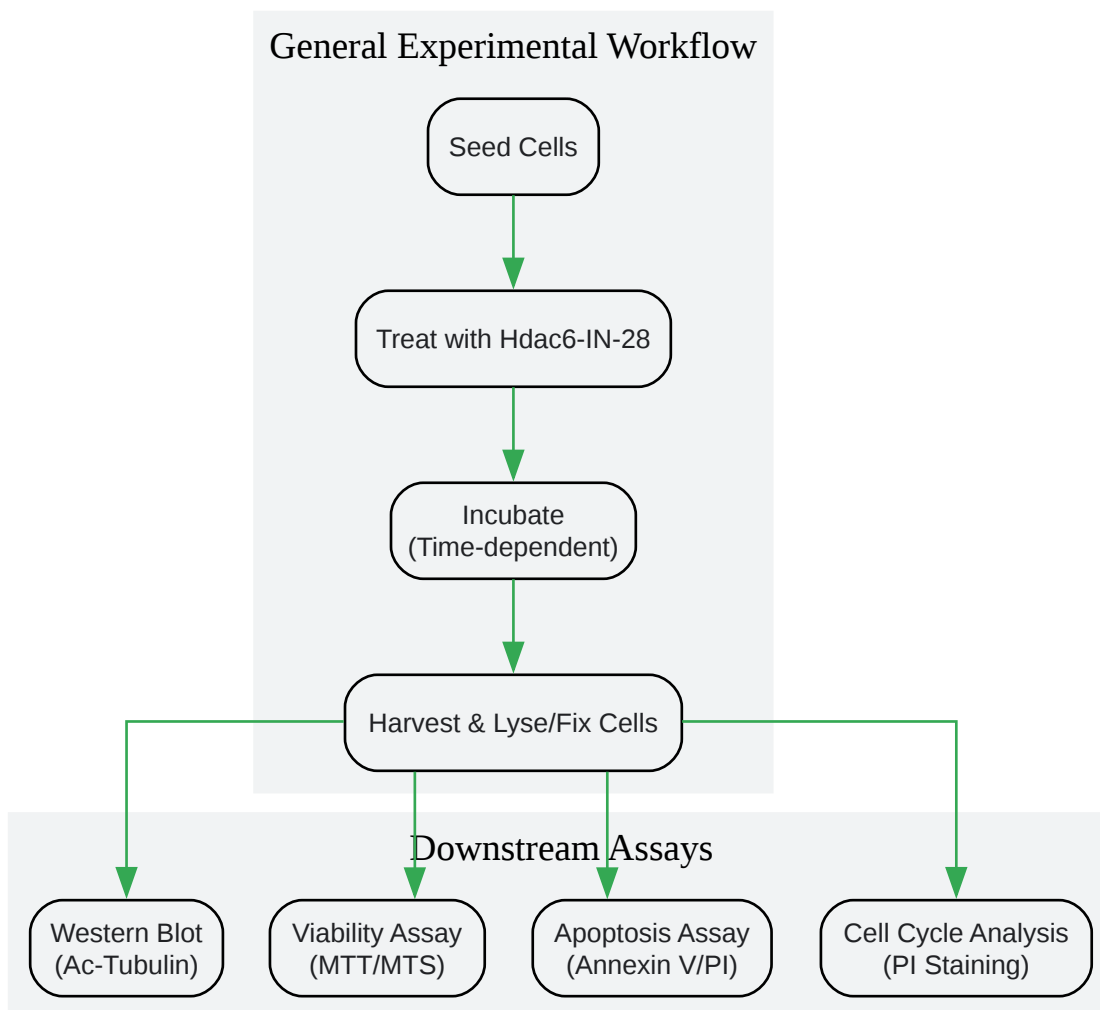 General Experimental Workflow
Seed Cells
Treat with Hdac6-IN-28
Incubate
(Time-dependent)
Harvest & Lyse/Fix Cells
Downstream Assays
Western Blot
(Ac-Tubulin)
Viability Assay
(MTT/MTS)
Apoptosis Assay
(Annexin V/PI)
Cell Cycle Analysis
(PI Staining)